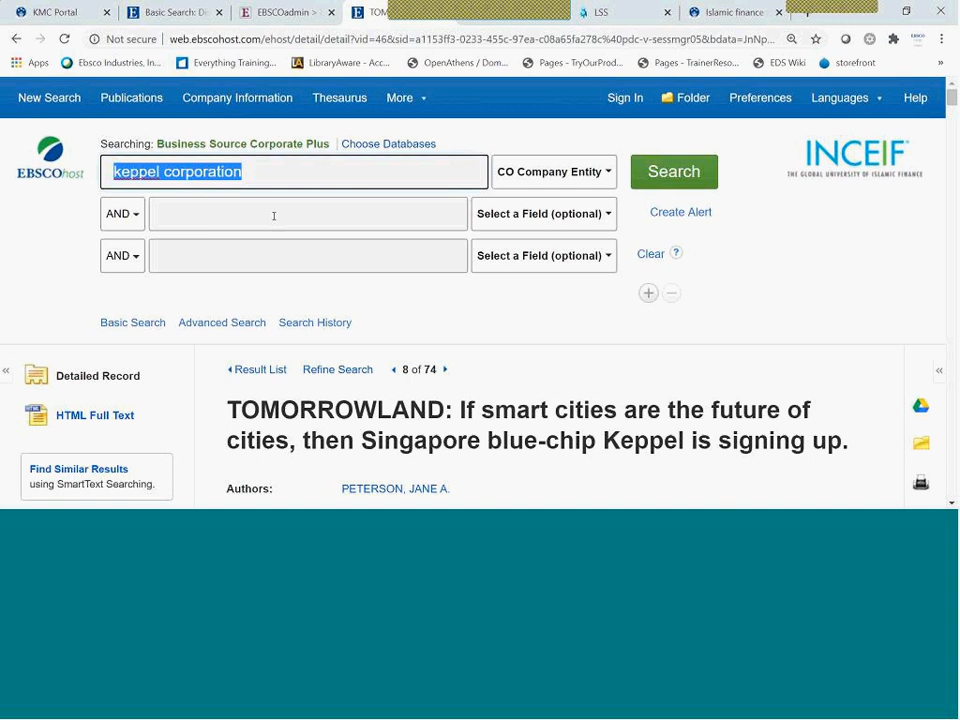 KMC Portal
Basic Search: Di
EBSCOadmin >
TOM
LSS
Islamic finance
Not secure web.ebscohost.com/ehost/detail/detail?vid=46&sid=a1153ff3-0233-455c-97ea-c08a65fa278c%40pdc-v-sessmgr05&bdata=JnNp...
Apps Ebsco Industries, In... Everything Training... LibraryAware - Acc... OpenAthens / Dom... Pages - TryOurProd... Pages - TrainerReso... EDS Wiki storefront
New Search Publications Company Information Thesaurus More Sign In Folder Preferences Languages Help
Searching: Business Source Corporate Plus Choose Databases
EBSCOhost
keppel corporation CO Company Entity Search
INCEIF
THE GLOBAL UNIVERSITY OF ISLAMIC FINANCE
AND Select a Field (optional) Create Alert
AND Select a Field (optional) Clear ?
Basic Search Advanced Search Search History
Detailed Record
HTML Full Text
Find Similar Results
using SmartText Searching.
Result List Refine Search 8 of 74
TOMORROWLAND: If smart cities are the future of
cities, then Singapore blue-chip Keppel is signing up.
Authors: PETERSON, JANE A.